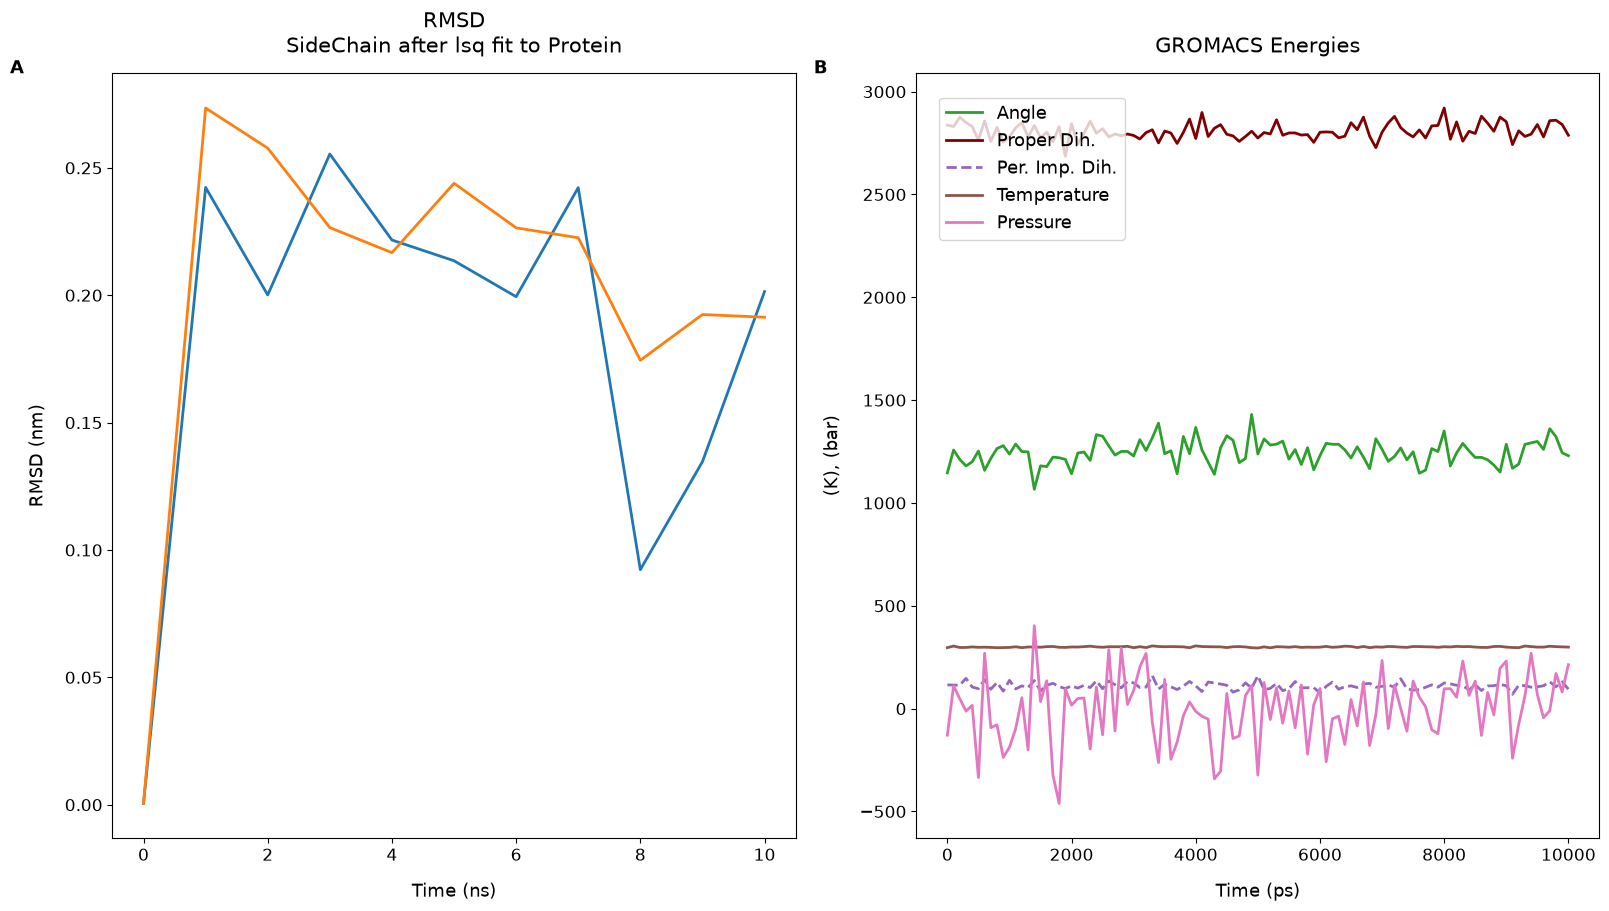 RMSD
SideChain after lsq fit to Protein
A
RMSD (nm)
0.25
0.20
0.15
0.10
0.05
0.00
0 2 4 6 8 10
Time (ns)
GROMACS Energies
B
(K), (bar)
3000
2500
2000
1500
1000
500
0
−500
Angle
Proper Dih.
Per. Imp. Dih.
Temperature
Pressure
0 2000 4000 6000 8000 10000
Time (ps)